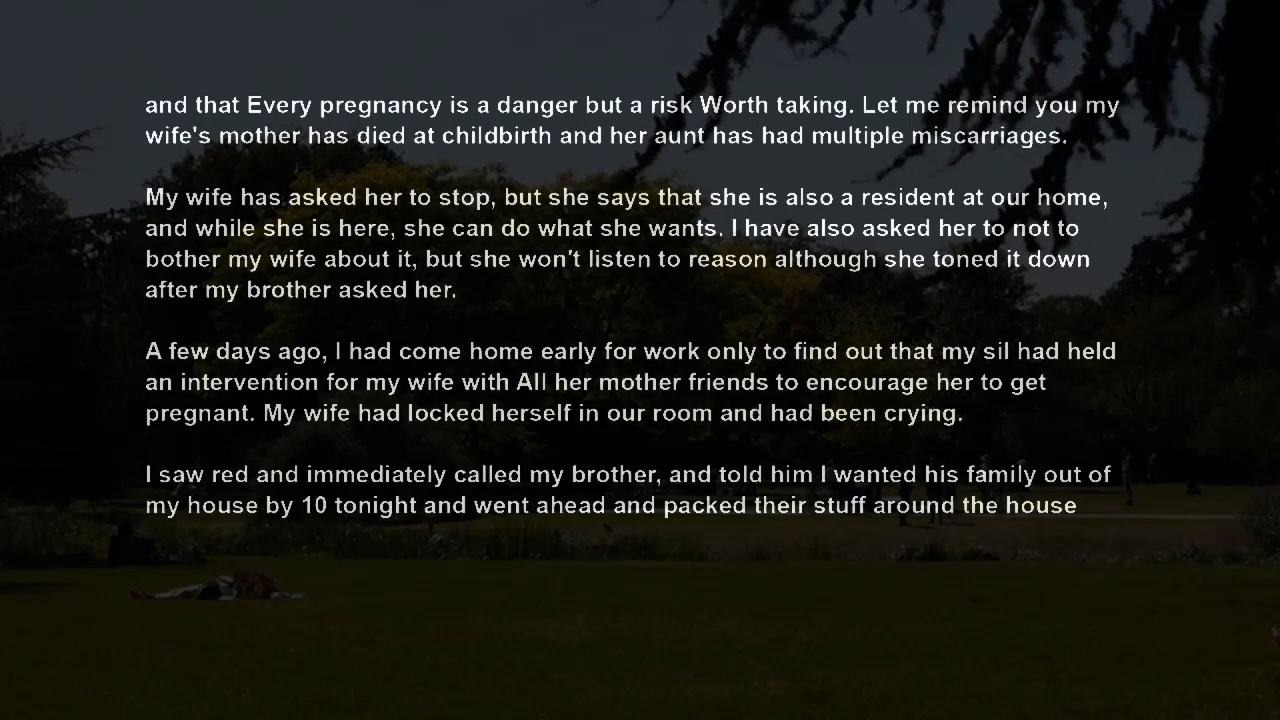 and that Every pregnancy is a danger but a risk Worth taking. Let me remind you my
wife's mother has died at childbirth and her aunt has had multiple miscarriages.
My wife has asked her to stop, but she says that she is also a resident at our home,
and while she is here, she can do what she wants. I have also asked her to not to
bother my wife about it, but she won't listen to reason although she toned it down
after my brother asked her.
A few days ago, I had come home early for work only to find out that my sil had held
an intervention for my wife with All her mother friends to encourage her to get
pregnant. My wife had locked herself in our room and had been crying.
I saw red and immediately called my brother, and told him I wanted his family out of
my house by 10 tonight and went ahead and packed their stuff around the house